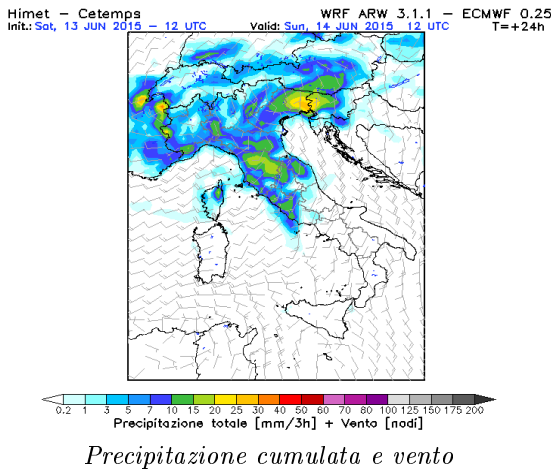 Himet – Cetemps WRF ARW 3.1.1 – ECMWF 0.25
Init.: Sat, 13 JUN 2015 – 12 UTC Valid: Sun, 14 JUN 2015 12 UTC T=+24h
0.2 1 3 5 7 10 15 20 25 30 40 50 60 70 80 100 125 150 175 200
Precipitazione totale [mm/3h] + Vento [nodi]
Precipitazione cumulata e vento